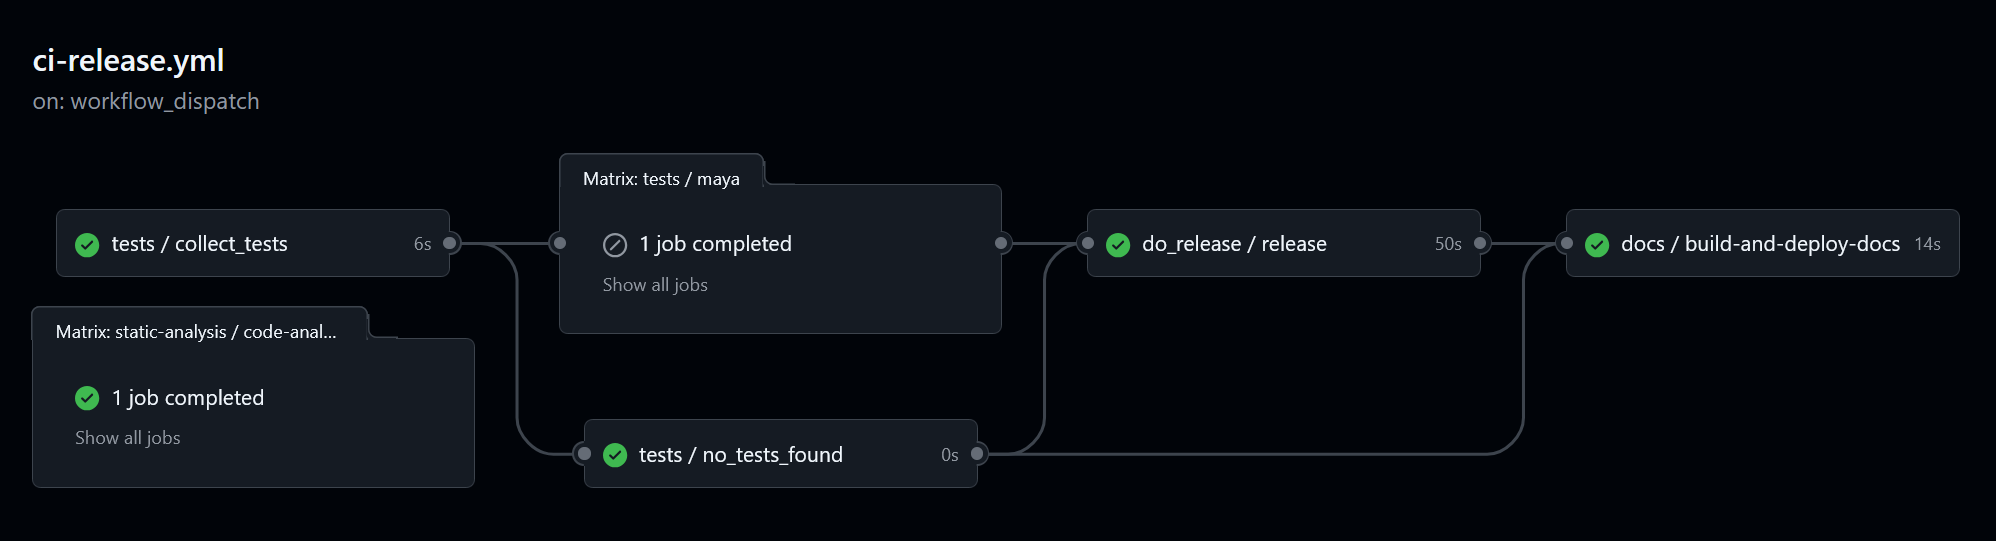 ci-release.yml
on: workflow_dispatch
Matrix: tests / maya
tests / collect_tests 6s
1 job completed
Show all jobs
do_release / release 50s
docs / build-and-deploy-docs 14s
Matrix: static-analysis / code-anal...
1 job completed
Show all jobs
tests / no_tests_found 0s